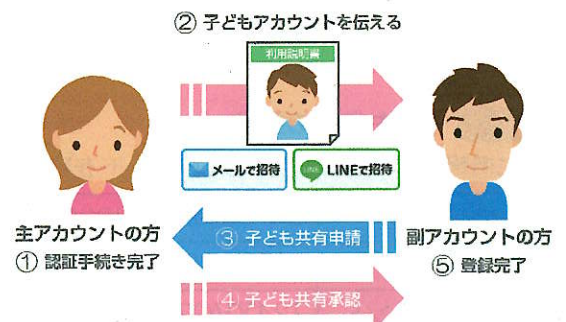 ② 子どもアカウントを伝える
利用説明書
メールで招待
LINE LINEで招待
主アカウントの方
① 認証手続き完了
③ 子ども共有申請
副アカウントの方
⑤ 登録完了
④ 子ども共有承認